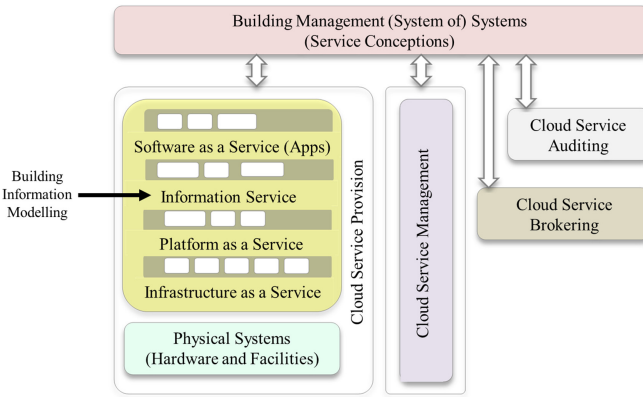 Building Management (System of) Systems
(Service Conceptions)
Software as a Service (Apps)
Information Service
Platform as a Service
Infrastructure as a Service
Building
Information
Modelling
Physical Systems
(Hardware and Facilities)
Cloud Service Provision
Cloud Service Management
Cloud Service
Auditing
Cloud Service
Brokering